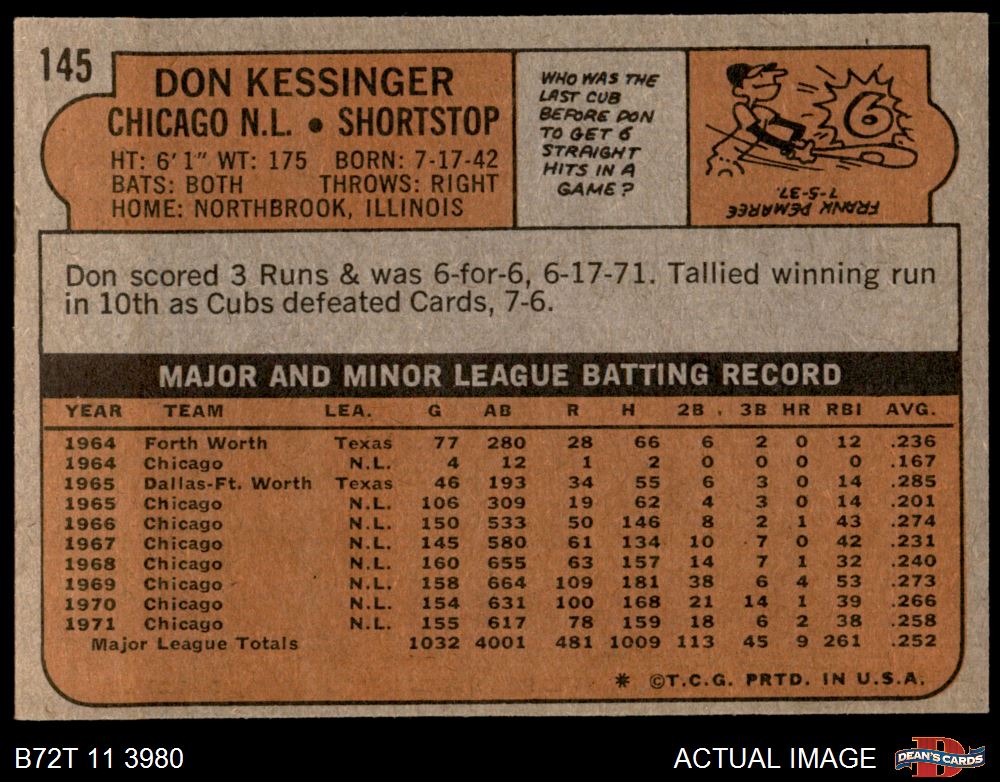 145
DON KESSINGER
CHICAGO N.L. • SHORTSTOP
HT: 6'1" WT: 175 BORN: 7-17-42
BATS: BOTH THROWS: RIGHT
HOME: NORTHBROOK, ILLINOIS
WHO WAS THE
LAST CUB
BEFORE DON
TO GET 6
STRAIGHT
HITS IN A
GAME?
6
FRANK DEMAREE
7-5-37.
Don scored 3 Runs & was 6-for-6, 6-17-71. Tallied winning run
in 10th as Cubs defeated Cards, 7-6.
MAJOR AND MINOR LEAGUE BATTING RECORD
YEAR TEAM LEA. G AB R H 2B . 3B HR RBI AVG.
1964 Forth Worth Texas 77 280 28 66 6 2 0 12 .236
1964 Chicago N.L. 4 12 1 2 0 0 0 0 .167
1965 Dallas-Ft. Worth Texas 46 193 34 55 6 3 0 14 .285
1965 Chicago N.L. 106 309 19 62 4 3 0 14 .201
1966 Chicago N.L. 150 533 50 146 8 2 1 43 .274
1967 Chicago N.L. 145 580 61 134 10 7 0 42 .231
1968 Chicago N.L. 160 655 63 157 14 7 1 32 .240
1969 Chicago N.L. 158 664 109 181 38 6 4 53 .273
1970 Chicago N.L. 154 631 100 168 21 14 1 39 .266
1971 Chicago N.L. 155 617 78 159 18 6 2 38 .258
Major League Totals 1032 4001 481 1009 113 45 9 261 .252
* ©T.C.G. PRTD. IN U.S.A.
B72T 11 3980
ACTUAL IMAGE
D
DEAN'S CARDS